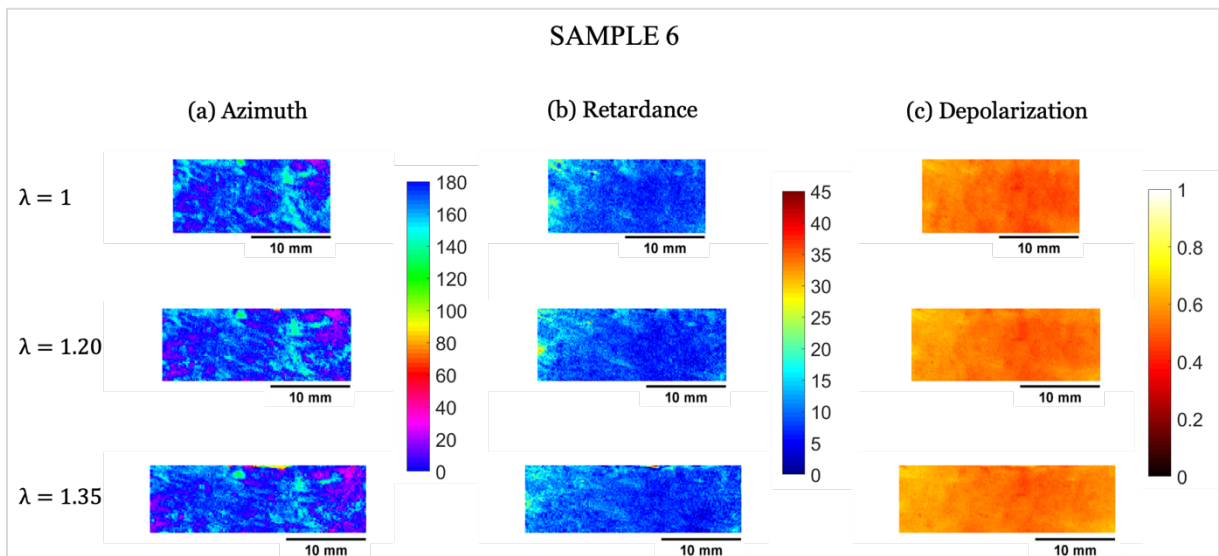 SAMPLE 6
(a) Azimuth
(b) Retardance
(c) Depolarization
λ = 1
10 mm
10 mm
10 mm
180
160
140
120
100
80
60
40
20
0
45
40
35
30
25
20
15
10
5
0
1
0.8
0.6
0.4
0.2
0
λ = 1.20
10 mm
10 mm
10 mm
λ = 1.35
10 mm
10 mm
10 mm